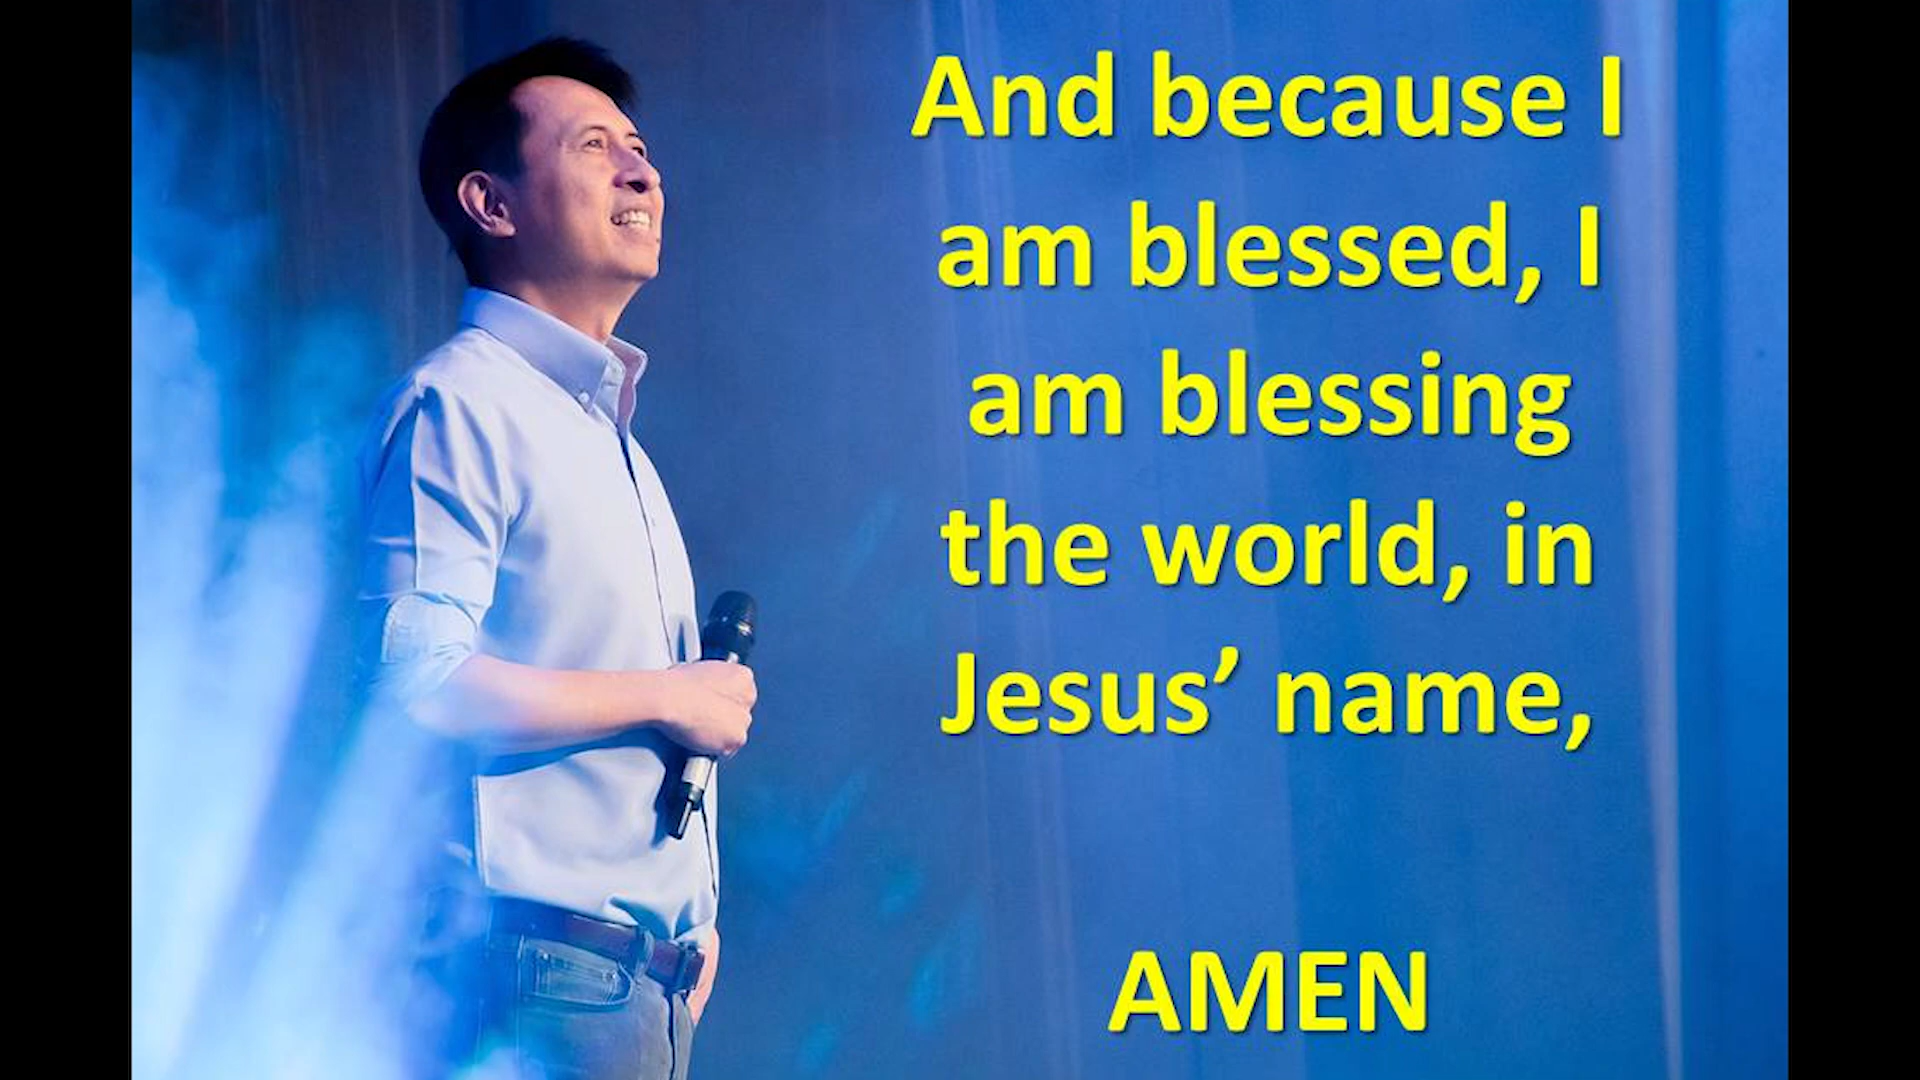 And because I
am blessed, I
am blessing
the world, in
Jesus’ name,
AMEN